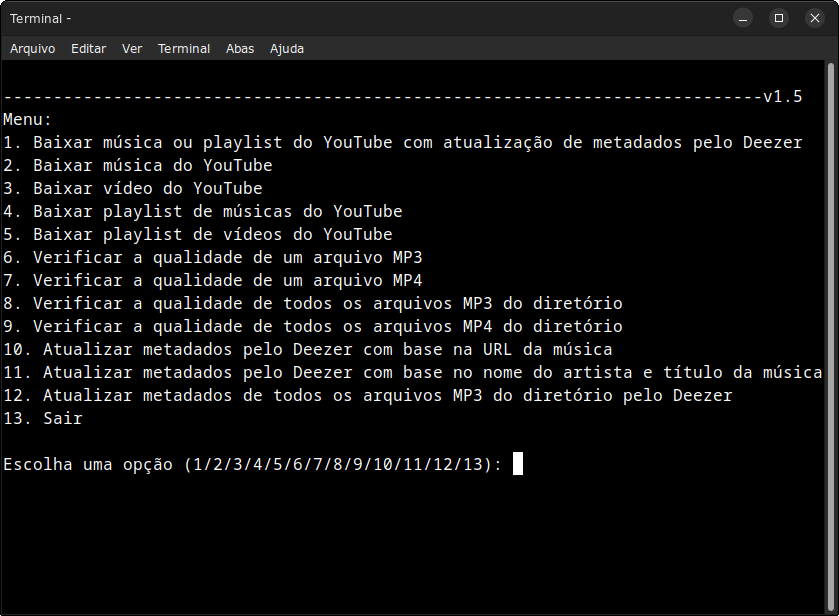 Terminal -
Arquivo Editar Ver Terminal Abas Ajuda
----------------------------------------------------------------------------v1.5
Menu:
1. Baixar música ou playlist do YouTube com atualização de metadados pelo Deezer
2. Baixar música do YouTube
3. Baixar vídeo do YouTube
4. Baixar playlist de músicas do YouTube
5. Baixar playlist de vídeos do YouTube
6. Verificar a qualidade de um arquivo MP3
7. Verificar a qualidade de um arquivo MP4
8. Verificar a qualidade de todos os arquivos MP3 do diretório
9. Verificar a qualidade de todos os arquivos MP4 do diretório
10. Atualizar metadados pelo Deezer com base na URL da música
11. Atualizar metadados pelo Deezer com base no nome do artista e título da música
12. Atualizar metadados de todos os arquivos MP3 do diretório pelo Deezer
13. Sair
Escolha uma opção (1/2/3/4/5/6/7/8/9/10/11/12/13):